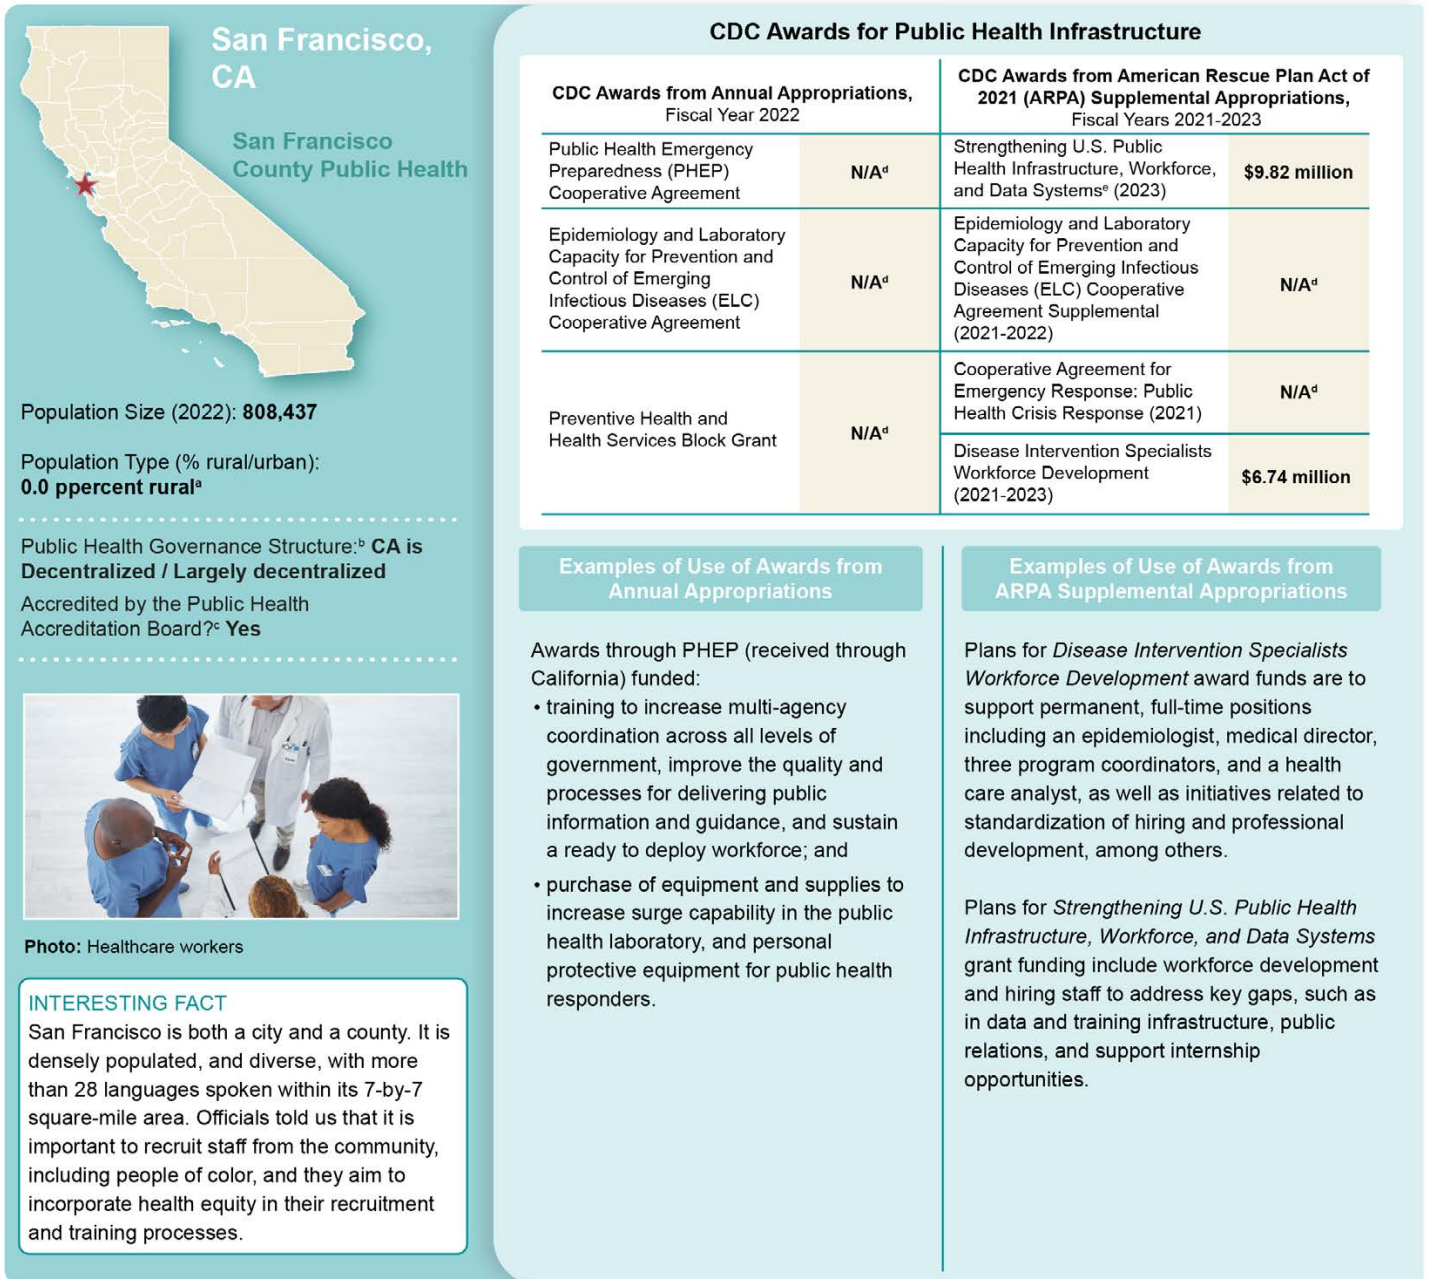 San Francisco,
CA
San Francisco
County Public Health
Population Size (2022): 808,437
Population Type (% rural/urban):
0.0 ppercent ruralᵃ
Public Health Governance Structure:ᵇ CA is
Decentralized / Largely decentralized
Accredited by the Public Health
Accreditation Board?ᶜ Yes
Photo: Healthcare workers
INTERESTING FACT
San Francisco is both a city and a county. It is
densely populated, and diverse, with more
than 28 languages spoken within its 7-by-7
square-mile area. Officials told us that it is
important to recruit staff from the community,
including people of color, and they aim to
incorporate health equity in their recruitment
and training processes.
CDC Awards for Public Health Infrastructure
CDC Awards from Annual Appropriations,
Fiscal Year 2022
Public Health Emergency
Preparedness (PHEP)
Cooperative Agreement
N/Aᵈ
Epidemiology and Laboratory
Capacity for Prevention and
Control of Emerging
Infectious Diseases (ELC)
Cooperative Agreement
N/Aᵈ
Preventive Health and
Health Services Block Grant
N/Aᵈ
CDC Awards from American Rescue Plan Act of
2021 (ARPA) Supplemental Appropriations,
Fiscal Years 2021-2023
Strengthening U.S. Public
Health Infrastructure, Workforce,
and Data Systemsᵉ (2023)
$9.82 million
Epidemiology and Laboratory
Capacity for Prevention and
Control of Emerging Infectious
Diseases (ELC) Cooperative
Agreement Supplemental
(2021-2022)
N/Aᵈ
Cooperative Agreement for
Emergency Response: Public
Health Crisis Response (2021)
N/Aᵈ
Disease Intervention Specialists
Workforce Development
(2021-2023)
$6.74 million
Examples of Use of Awards from
Annual Appropriations
Awards through PHEP (received through
California) funded:
• training to increase multi-agency
coordination across all levels of
government, improve the quality and
processes for delivering public
information and guidance, and sustain
a ready to deploy workforce; and
• purchase of equipment and supplies to
increase surge capability in the public
health laboratory, and personal
protective equipment for public health
responders.
Examples of Use of Awards from
ARPA Supplemental Appropriations
Plans for Disease Intervention Specialists
Workforce Development award funds are to
support permanent, full-time positions
including an epidemiologist, medical director,
three program coordinators, and a health
care analyst, as well as initiatives related to
standardization of hiring and professional
development, among others.
Plans for Strengthening U.S. Public Health
Infrastructure, Workforce, and Data Systems
grant funding include workforce development
and hiring staff to address key gaps, such as
in data and training infrastructure, public
relations, and support internship
opportunities.